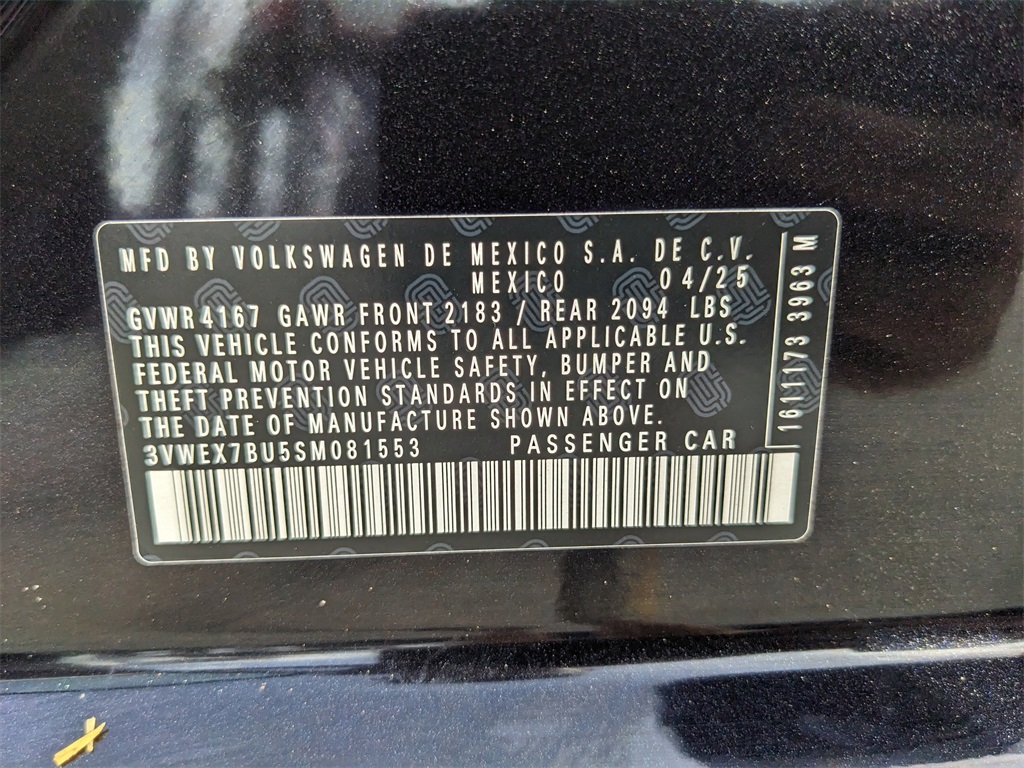 MFD BY VOLKSWAGEN DE MEXICO S.A. DE C.V.
MEXICO 04/25
GVWR 4167 GAWR FRONT 2183 / REAR 2094 LBS
THIS VEHICLE CONFORMS TO ALL APPLICABLE U.S.
FEDERAL MOTOR VEHICLE SAFETY, BUMPER AND
THEFT PREVENTION STANDARDS IN EFFECT ON
THE DATE OF MANUFACTURE SHOWN ABOVE.
3VWEX7BU5SM081553 PASSENGER CAR
1611173 3963 M